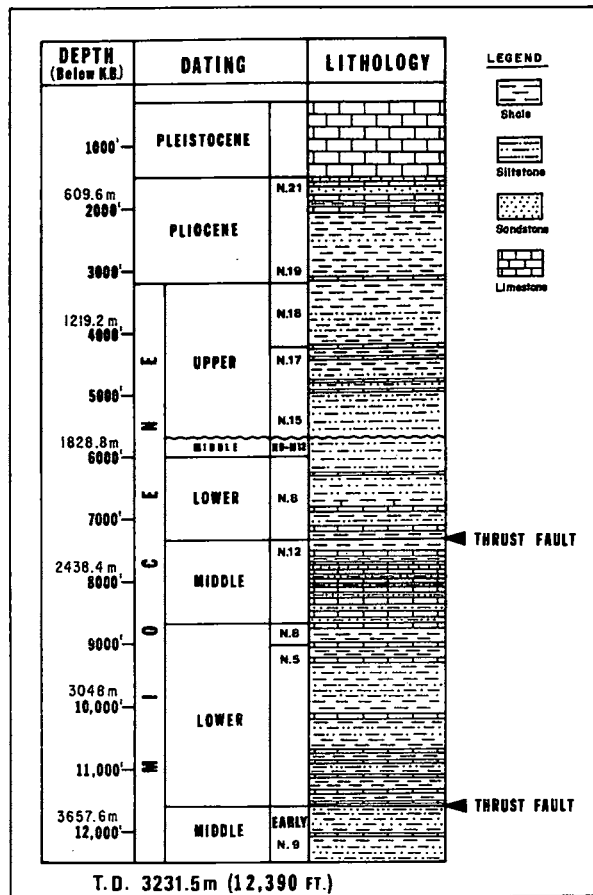 DEPTH
(Below K.B.)
DATING
LITHOLOGY
LEGEND
Shale
Siltstone
Sandstone
Limestone
1000'
609.6 m
2000'
3000'
1219.2 m
4000'
5000'
1828.8 m
6000'
7000'
2438.4 m
8000'
9000'
3048 m
10,000'
11,000'
3657.6 m
12,000'
MIOCENE
PLEISTOCENE
PLIOCENE
UPPER
MIDDLE
LOWER
MIDDLE
LOWER
MIDDLE
N.21
N.19
N.18
N.17
N.15
N9-N12
N.8
N.12
N.8
N.5
EARLY
N.9
THRUST FAULT
THRUST FAULT
T.D. 3231.5m (12,390 FT.)